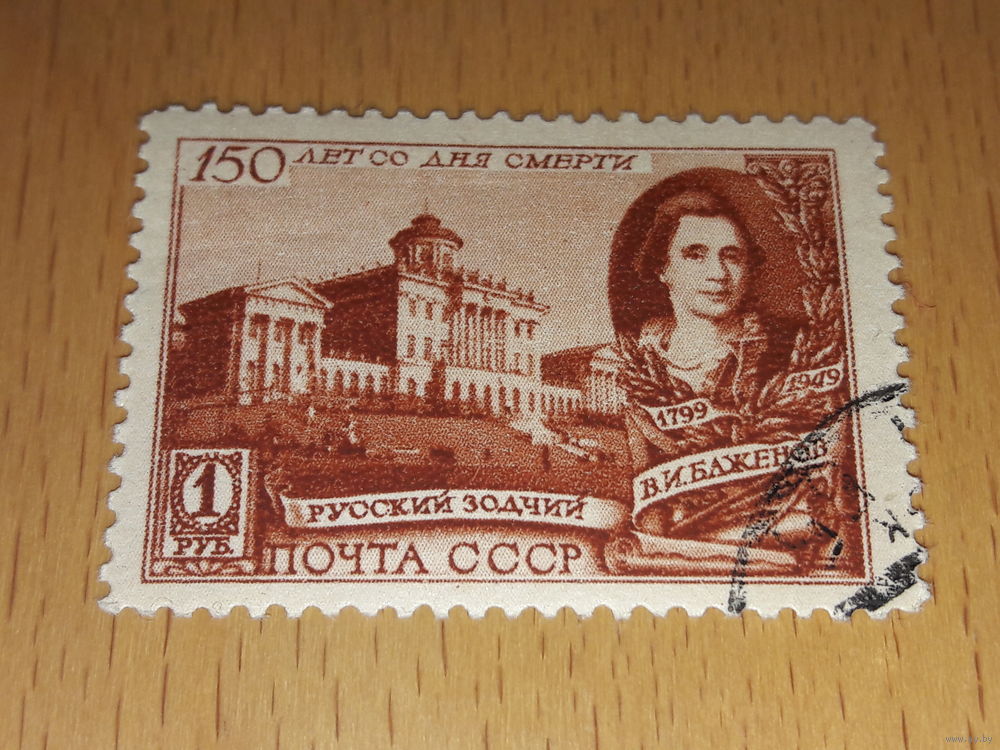 150 ЛЕТ СО ДНЯ СМЕРТИ
1799
1949
В.И.БАЖЕНОВ
1
РУБ.
РУССКИЙ ЗОДЧИЙ
ПОЧТА СССР